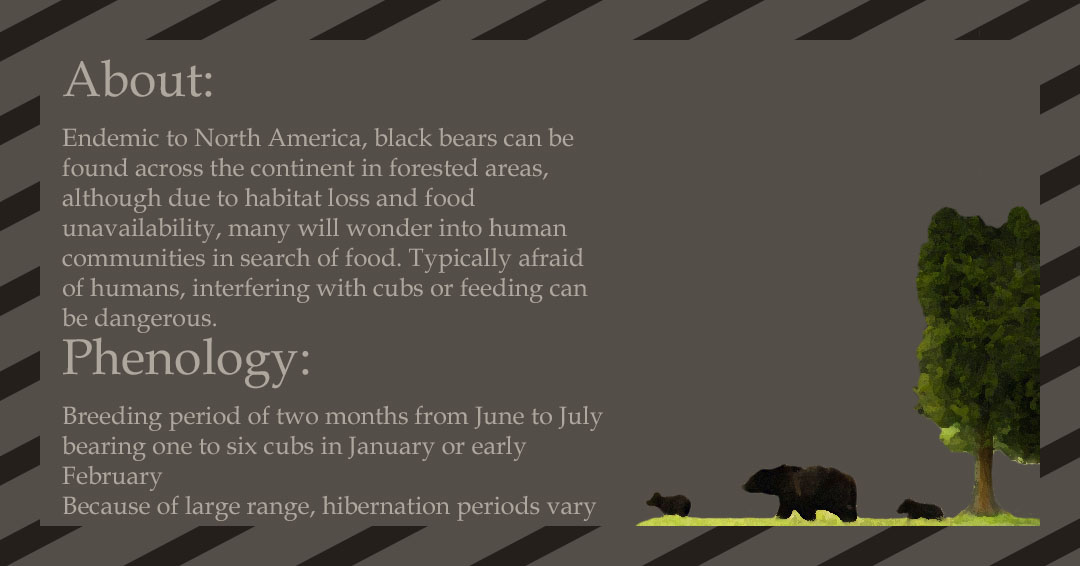 About:
Endemic to North America, black bears can be
found across the continent in forested areas,
although due to habitat loss and food
unavailability, many will wonder into human
communities in search of food. Typically afraid
of humans, interfering with cubs or feeding can
be dangerous.
Phenology:
Breeding period of two months from June to July
bearing one to six cubs in January or early
February
Because of large range, hibernation periods vary